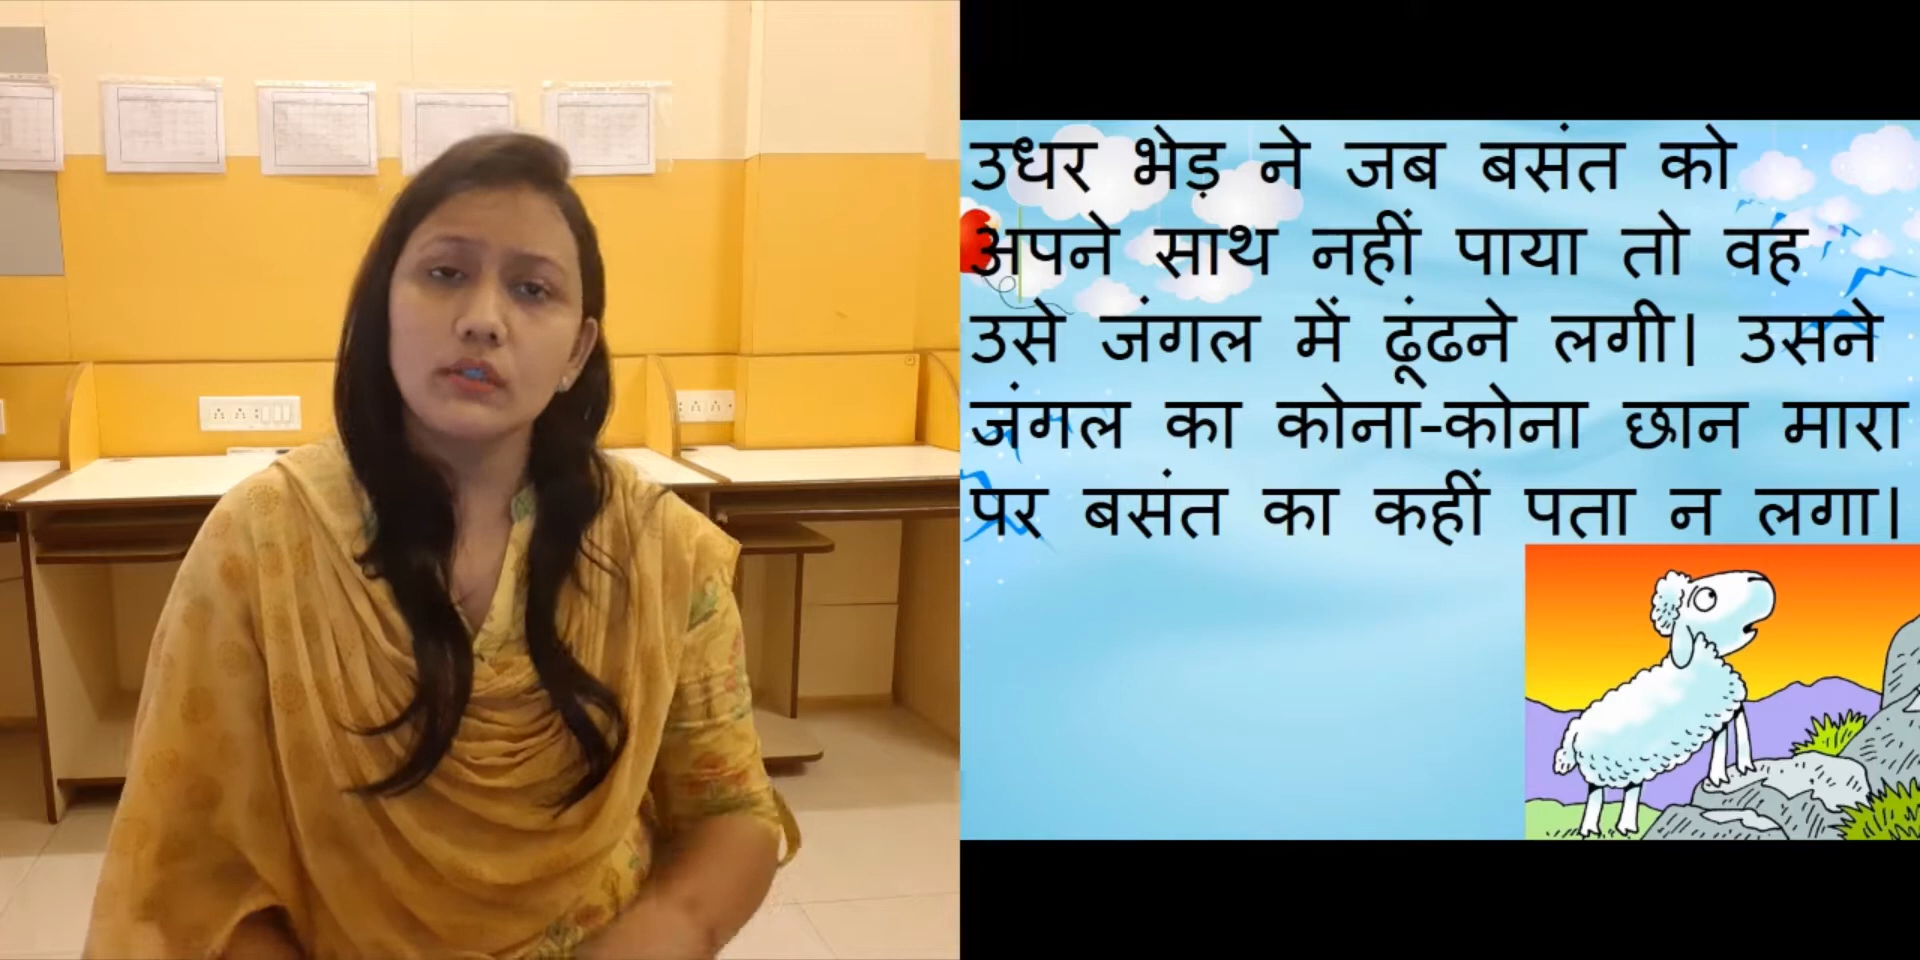 उधर भेड़ ने जब बसंत को
अपने साथ नहीं पाया तो वह
उसे जंगल में ढूंढने लगी। उसने
जंगल का कोना-कोना छान मारा
पर बसंत का कहीं पता न लगा।